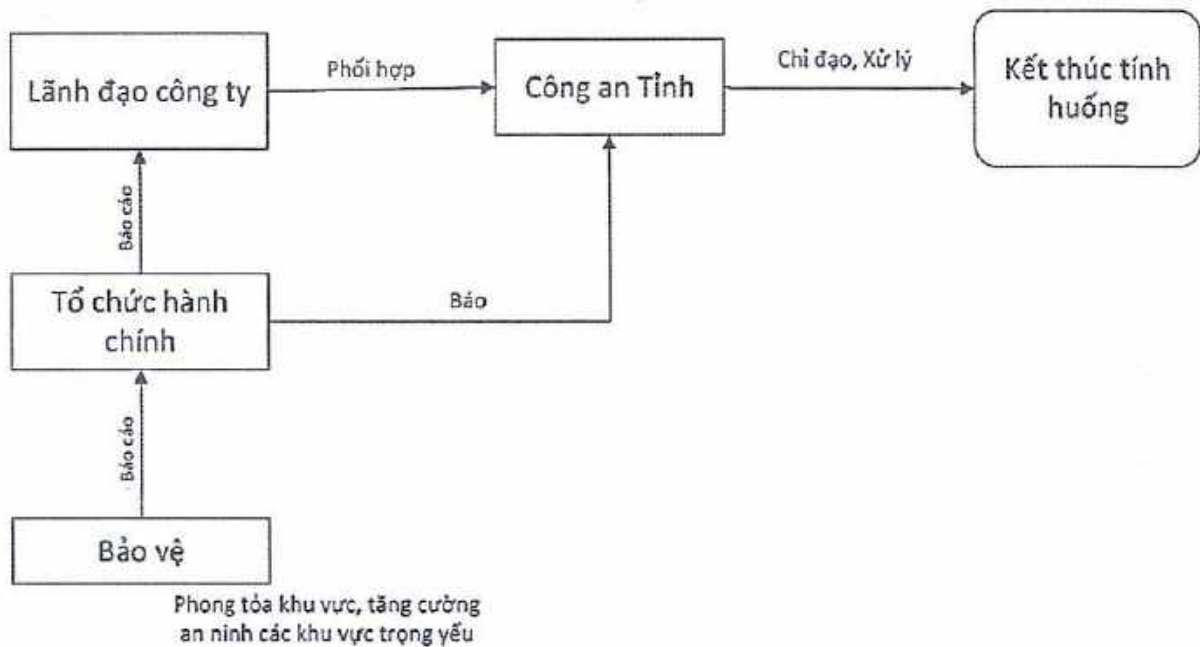 Lãnh đạo công ty
Phối hợp
Công an Tỉnh
Chỉ đạo, Xử lý
Kết thúc tính
huống
Báo cáo
Tổ chức hành
chính
Báo
Báo cáo
Bảo vệ
Phong tỏa khu vực, tăng cường
an ninh các khu vực trọng yếu